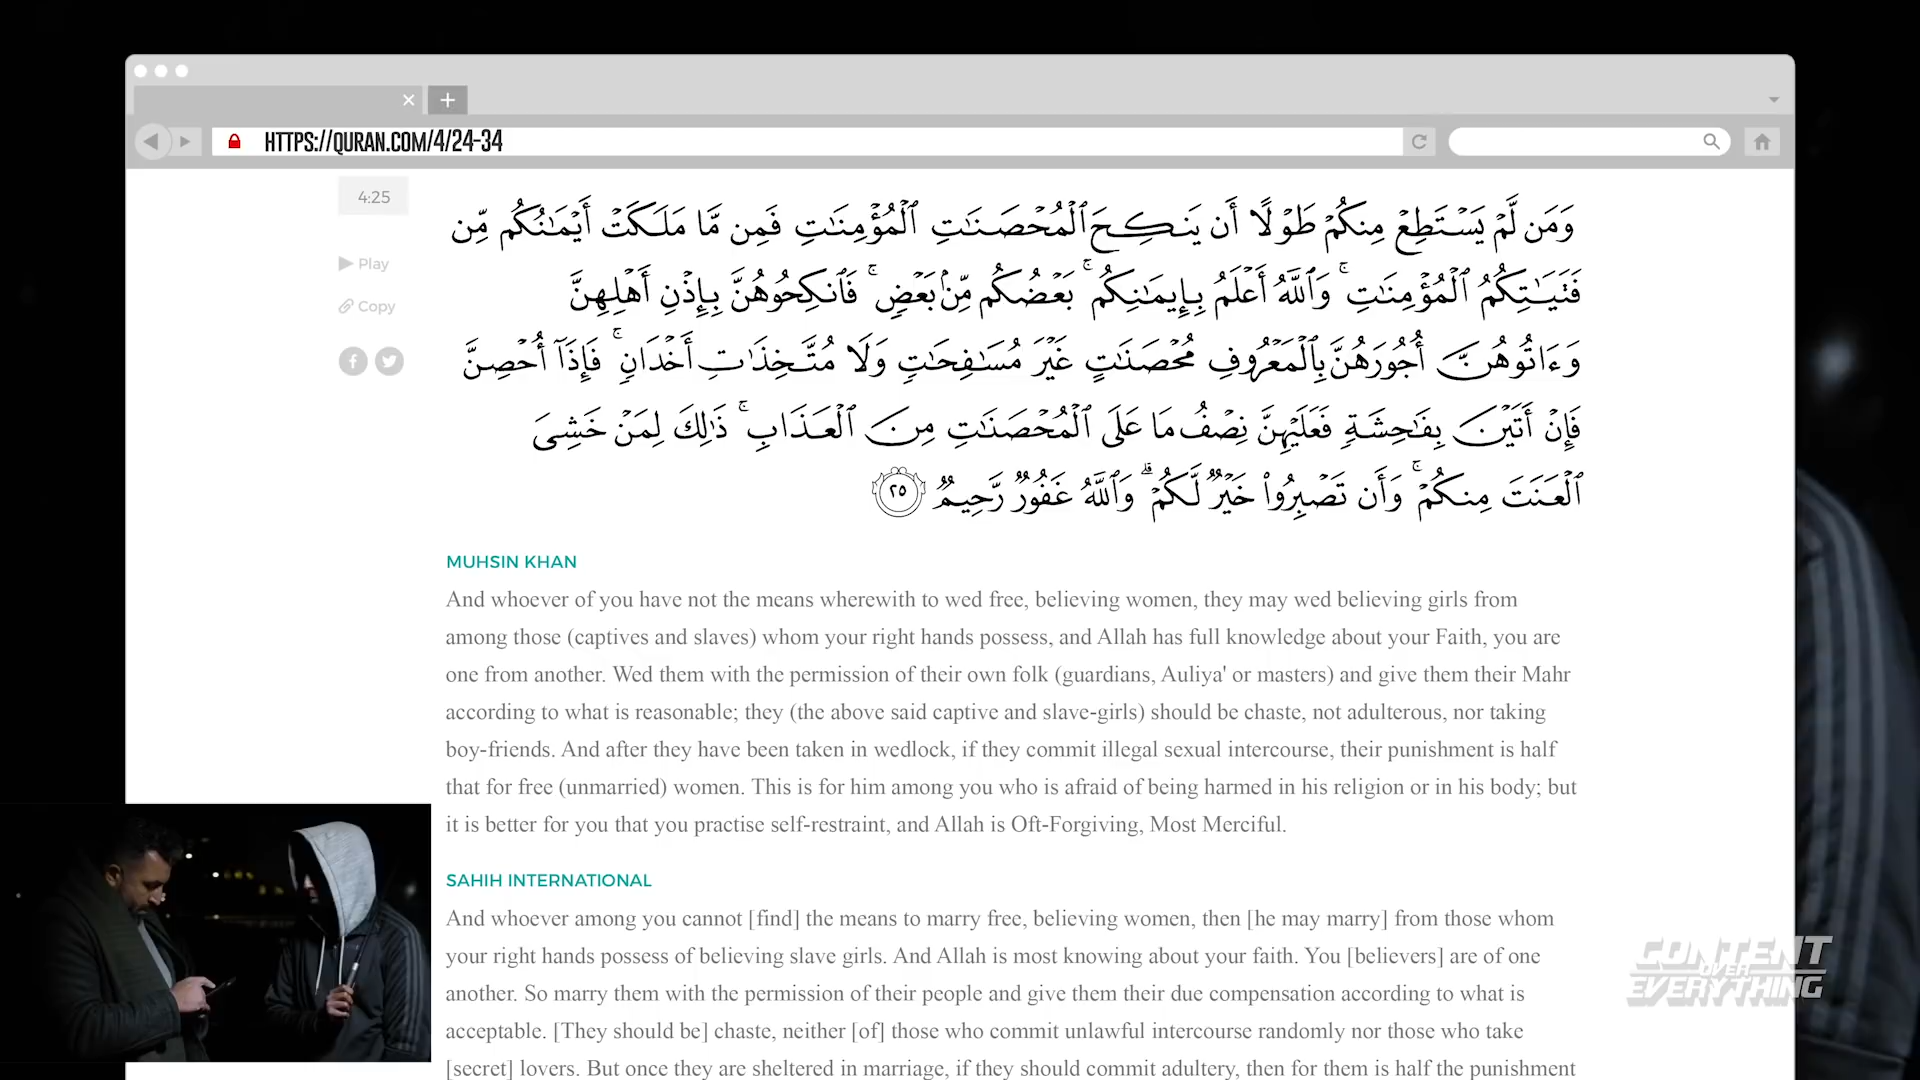 HTTPS://QURAN.COM/4/24-34
4:25
Play
Copy
وَمَن لَّمْ يَسْتَطِعْ مِنكُمْ طَوْلًا أَن يَنكِحَ ٱلْمُحْصَنَـٰتِ ٱلْمُؤْمِنَـٰتِ فَمِن مَّا مَلَكَتْ أَيْمَـٰنُكُم مِّن
فَتَيَـٰتِكُمُ ٱلْمُؤْمِنَـٰتِ ۚ وَٱللَّهُ أَعْلَمُ بِإِيمَـٰنِكُم ۚ بَعْضُكُم مِّنۢ بَعْضٍ ۚ فَٱنكِحُوهُنَّ بِإِذْنِ أَهْلِهِنَّ
وَءَاتُوهُنَّ أُجُورَهُنَّ بِٱلْمَعْرُوفِ مُحْصَنَـٰتٍ غَيْرَ مُسَـٰفِحَـٰتٍ وَلَا مُتَّخِذَٰتِ أَخْدَانٍ ۚ فَإِذَآ أُحْصِنَّ
فَإِنْ أَتَيْنَ بِفَـٰحِشَةٍ فَعَلَيْهِنَّ نِصْفُ مَا عَلَى ٱلْمُحْصَنَـٰتِ مِنَ ٱلْعَذَابِ ۚ ذَٰلِكَ لِمَنْ خَشِىَ
ٱلْعَنَتَ مِنكُمْ ۚ وَأَن تَصْبِرُوا۟ خَيْرٌ لَّكُمْ ۗ وَٱللَّهُ غَفُورٌ رَّحِيمٌ ٢٥
MUHSIN KHAN
And whoever of you have not the means wherewith to wed free, believing women, they may wed believing girls from
among those (captives and slaves) whom your right hands possess, and Allah has full knowledge about your Faith, you are
one from another. Wed them with the permission of their own folk (guardians, Auliya' or masters) and give them their Mahr
according to what is reasonable; they (the above said captive and slave-girls) should be chaste, not adulterous, nor taking
boy-friends. And after they have been taken in wedlock, if they commit illegal sexual intercourse, their punishment is half
that for free (unmarried) women. This is for him among you who is afraid of being harmed in his religion or in his body; but
it is better for you that you practise self-restraint, and Allah is Oft-Forgiving, Most Merciful.
SAHIH INTERNATIONAL
And whoever among you cannot [find] the means to marry free, believing women, then [he may marry] from those whom
your right hands possess of believing slave girls. And Allah is most knowing about your faith. You [believers] are of one
another. So marry them with the permission of their people and give them their due compensation according to what is
acceptable. [They should be] chaste, neither [of] those who commit unlawful intercourse randomly nor those who take
[secret] lovers. But once they are sheltered in marriage, if they should commit adultery, then for them is half the punishment
CONTENT
OVER
EVERYTHING